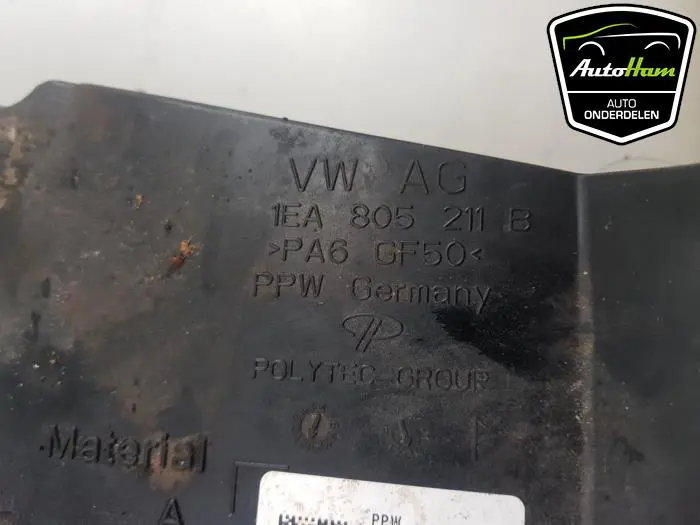 AutoHam
AUTO
ONDERDELEN
VW AG
1EA 805 211 B
>PA6 GF50<
PPW Germany
POLYTEC GROUP
Material
A
PPW